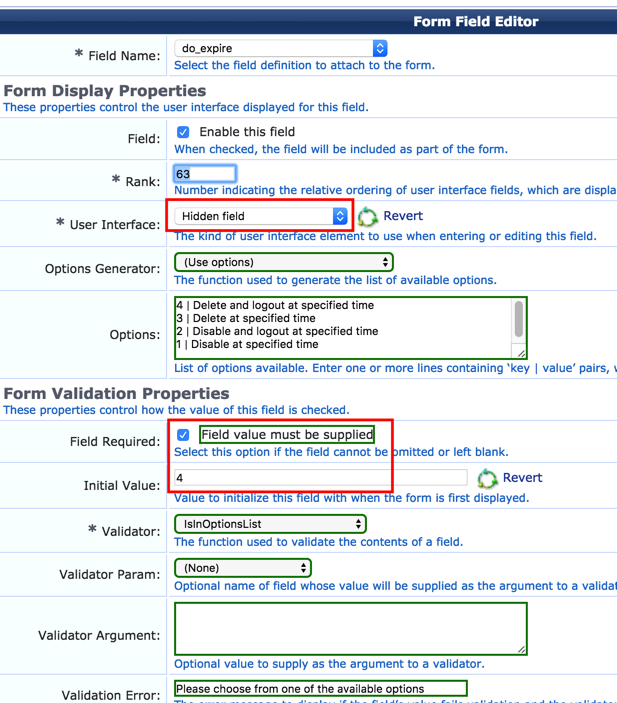 Form Field Editor
* Field Name:
do_expire
Select the field definition to attach to the form.
Form Display Properties
These properties control the user interface displayed for this field.
Field:
Enable this field
When checked, the field will be included as part of the form.
* Rank:
63
Number indicating the relative ordering of user interface fields, which are displa
* User Interface:
Hidden field
Revert
The kind of user interface element to use when entering or editing this field.
Options Generator:
(Use options)
The function used to generate the list of available options.
Options:
4 | Delete and logout at specified time
3 | Delete at specified time
2 | Disable and logout at specified time
1 | Disable at specified time
List of options available. Enter one or more lines containing ‘key | value’ pairs, w
Form Validation Properties
These properties control how the value of this field is checked.
Field Required:
Field value must be supplied
Select this option if the field cannot be omitted or left blank.
Initial Value:
4
Revert
Value to initialize this field with when the form is first displayed.
* Validator:
IsInOptionsList
The function used to validate the contents of a field.
Validator Param:
(None)
Optional name of field whose value will be supplied as the argument to a validat
Validator Argument:
Optional value to supply as the argument to a validator.
Validation Error:
Please choose from one of the available options